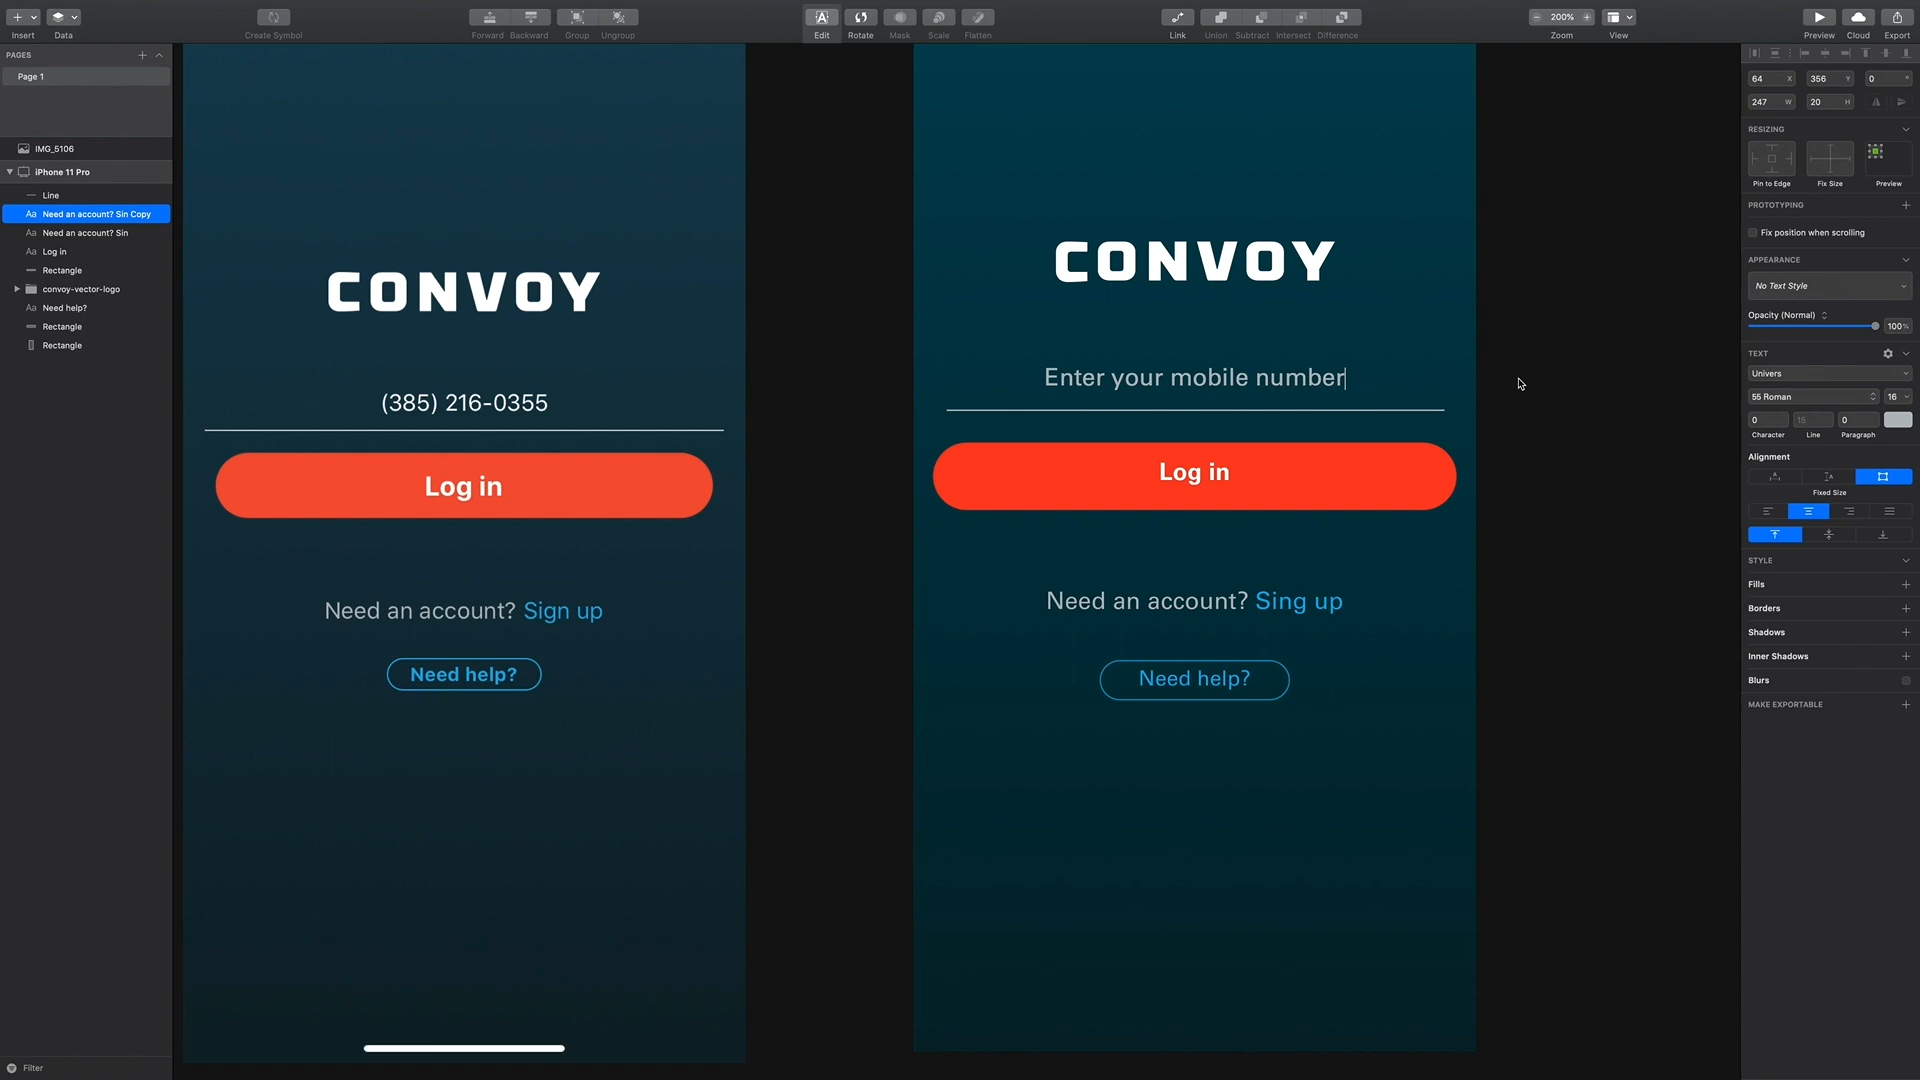 Insert
Data
Create Symbol
Forward
Backward
Group
Ungroup
Edit
Rotate
Mask
Scale
Flatten
Link
Union
Subtract
Intersect
Difference
200%
Zoom
View
Preview
Cloud
Export
PAGES
Page 1
IMG_5106
iPhone 11 Pro
Line
Aa Need an account? Sin Copy
Aa Need an account? Sin
Aa Log in
Rectangle
convoy-vector-logo
Aa Need help?
Rectangle
Rectangle
Filter
CONVOY
(385) 216-0355
Log in
Need an account? Sign up
Need help?
CONVOY
Enter your mobile number
Log in
Need an account? Sing up
Need help?
64 X 356 Y 0 °
247 W 20 H
RESIZING
Pin to Edge
Fix Size
Preview
PROTOTYPING
Fix position when scrolling
APPEARANCE
No Text Style
Opacity (Normal)
100%
TEXT
Univers
55 Roman
16
0 15 0
Character Line Paragraph
Alignment
Fixed Size
STYLE
Fills
Borders
Shadows
Inner Shadows
Blurs
MAKE EXPORTABLE